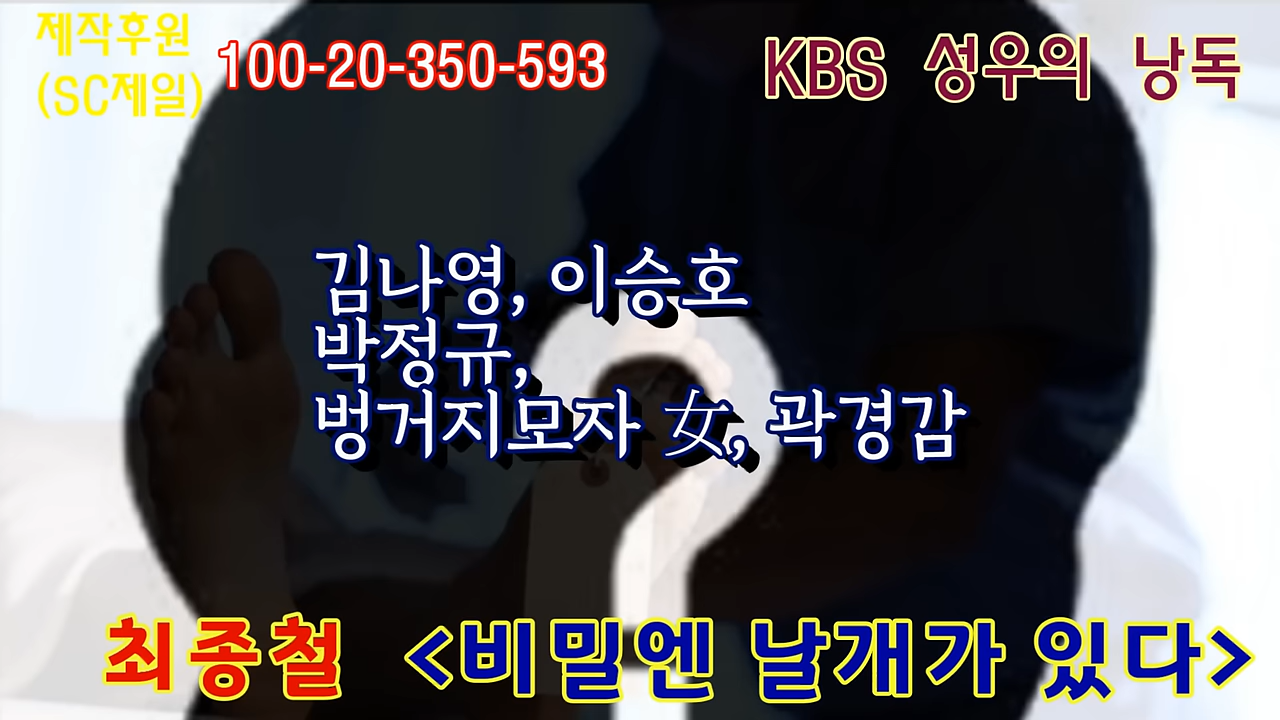 제작후원
(SC제일)
100-20-350-593
KBS 성우의 낭독
김나영, 이승호
박정규,
벙거지모자 女, 곽경감
?
최종철 <비밀엔 날개가 있다>